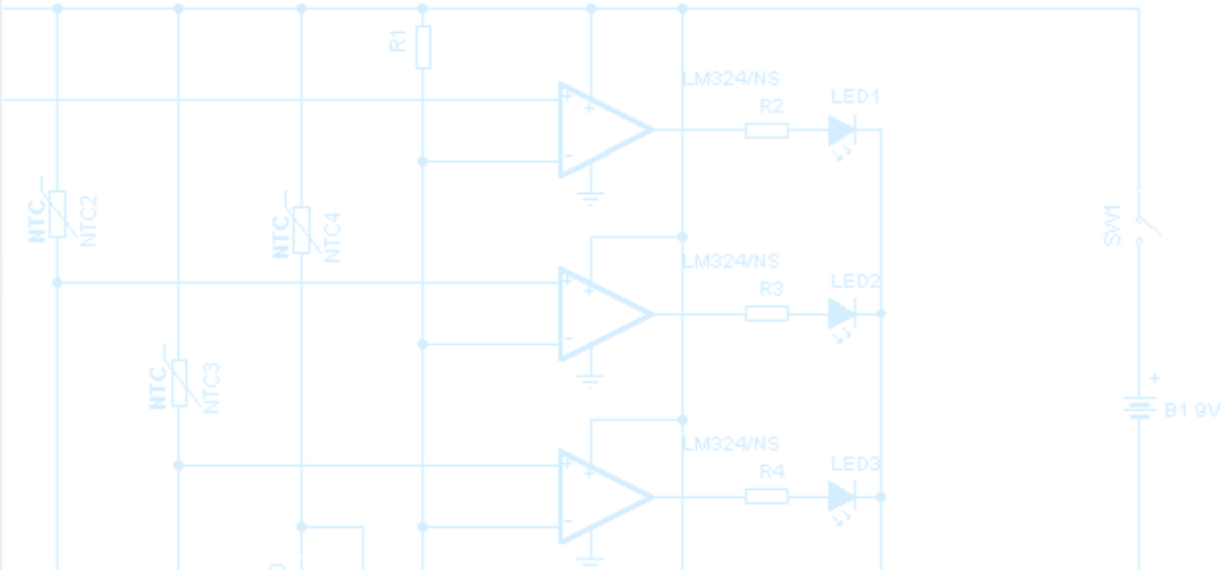 R1
LM324/NS
R2
LED1
NTC
NTC2
NTC
NTC4
SW1
LM324/NS
R3
LED2
NTC
NTC3
B1 9V
LM324/NS
R4
LED3